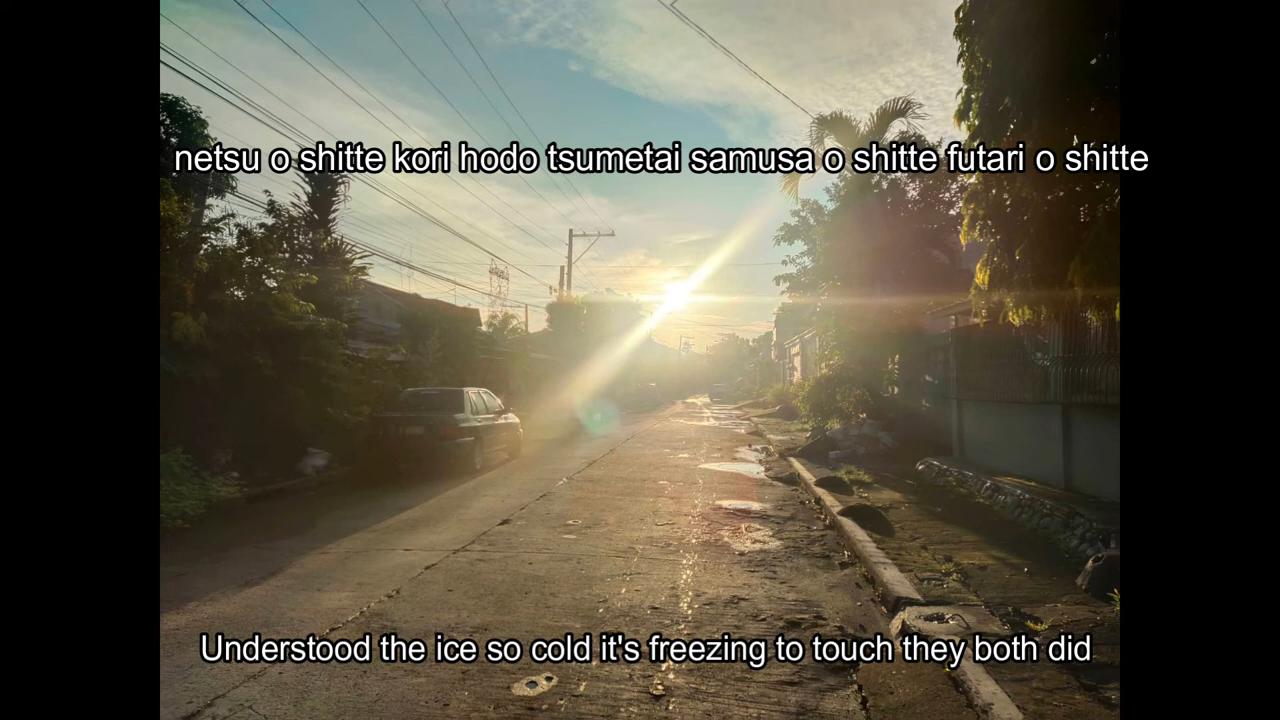 netsu o shitte kori hodo tsumetai samusa o shitte futari o shitte
Understood the ice so cold it's freezing to touch they both did